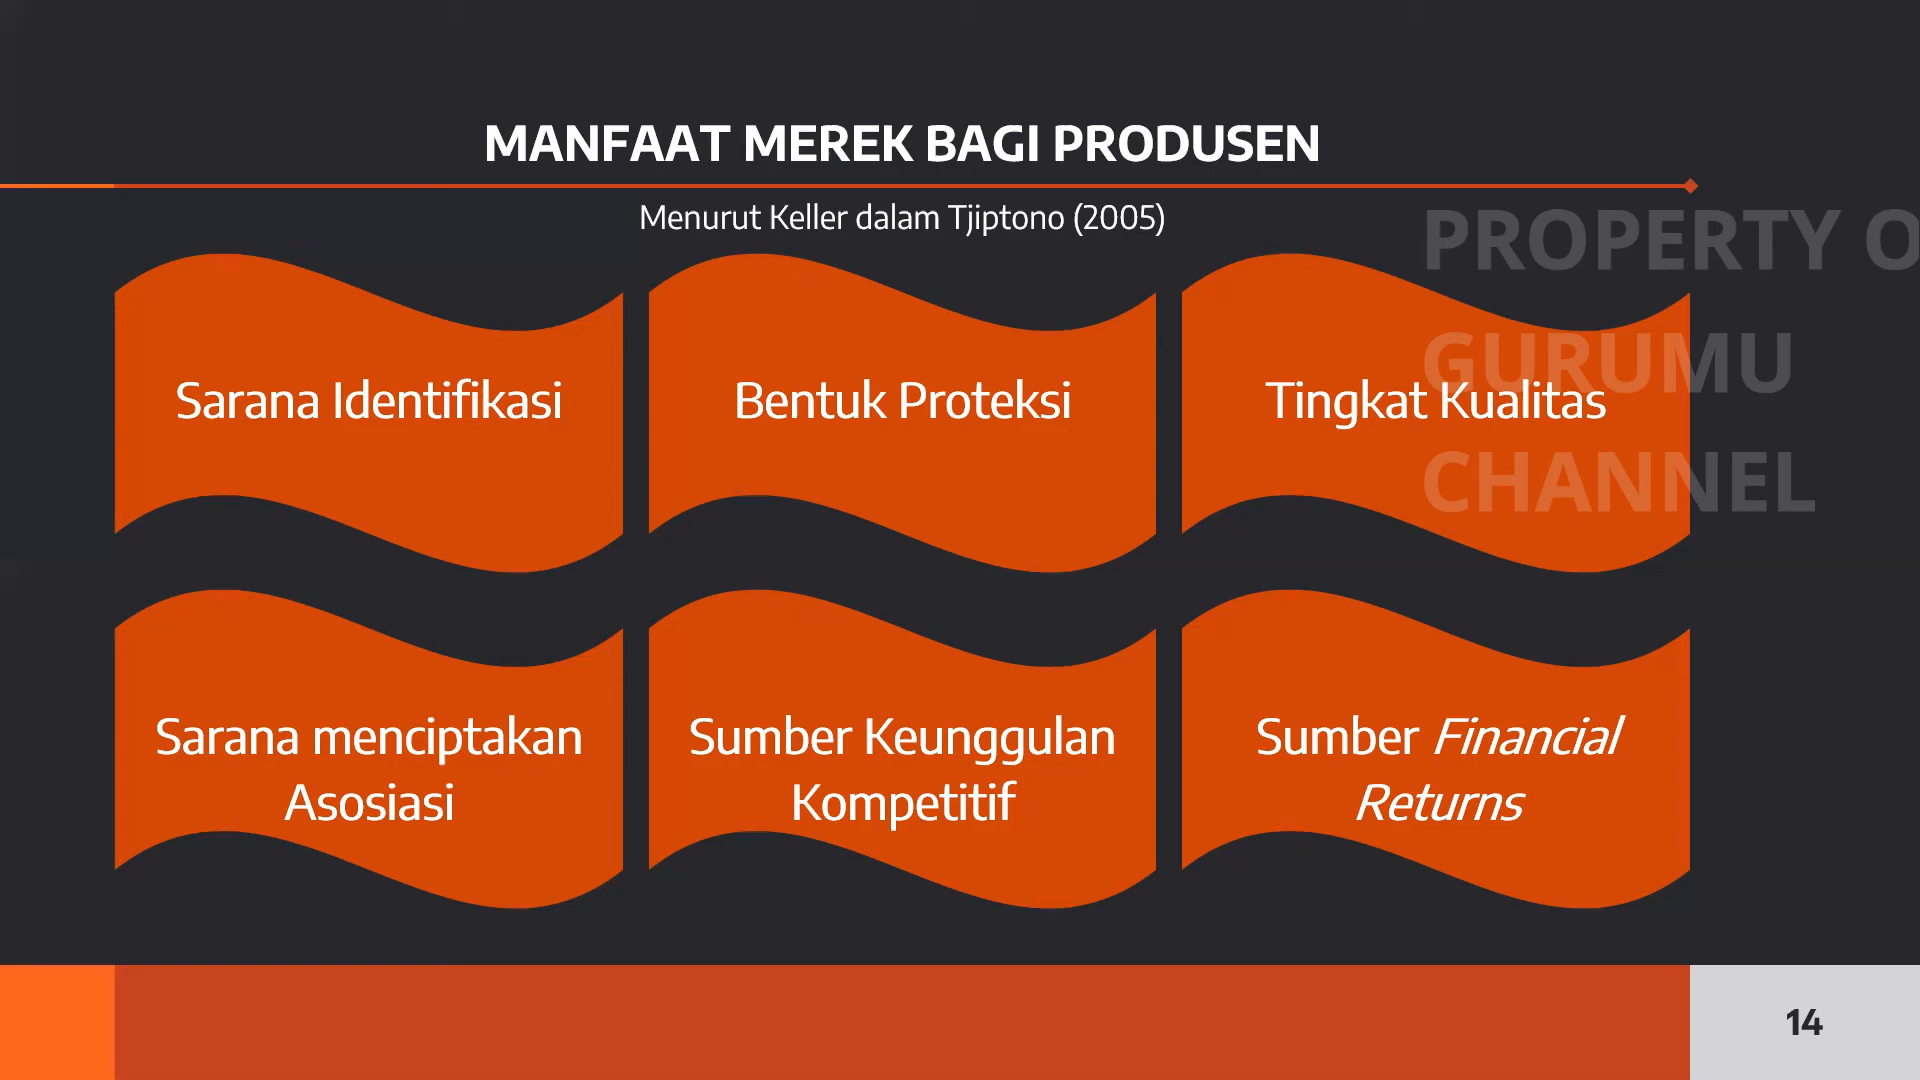 MANFAAT MEREK BAGI PRODUSEN
Menurut Keller dalam Tjiptono (2005)
PROPERTY O
GURUMU
CHANNEL
Sarana Identifikasi
Bentuk Proteksi
Tingkat Kualitas
Sarana menciptakan
Asosiasi
Sumber Keunggulan
Kompetitif
Sumber Financial
Returns
14